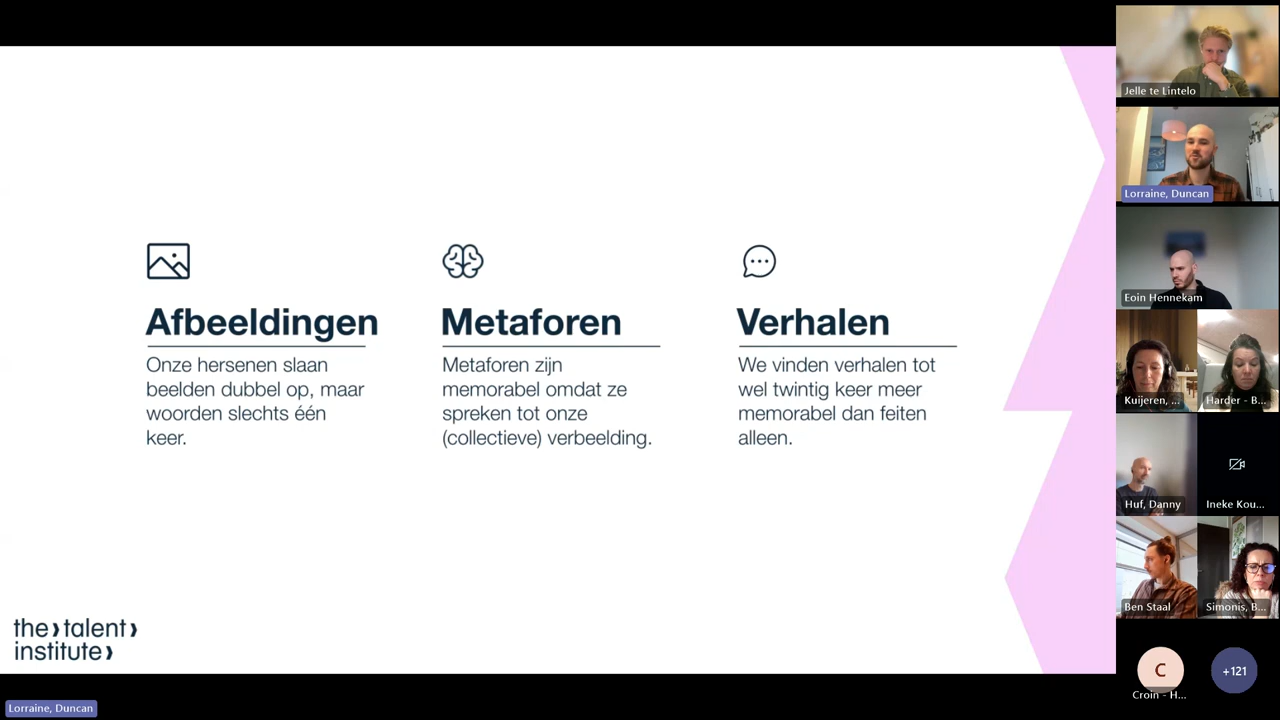 Afbeeldingen
Onze hersenen slaan
beelden dubbel op, maar
woorden slechts één
keer.
Metaforen
Metaforen zijn
memorabel omdat ze
spreken tot onze
(collectieve) verbeelding.
Verhalen
We vinden verhalen tot
wel twintig keer meer
memorabel dan feiten
alleen.
the talent
institute
Lorraine, Duncan
Jelle te Lintelo
Lorraine, Duncan
Eoin Hennekam
Kuijeren, ...
Harder - B...
Huf, Danny
Ineke Kou...
Ben Staal
Simonis, B...
C
Croin - H...
+121